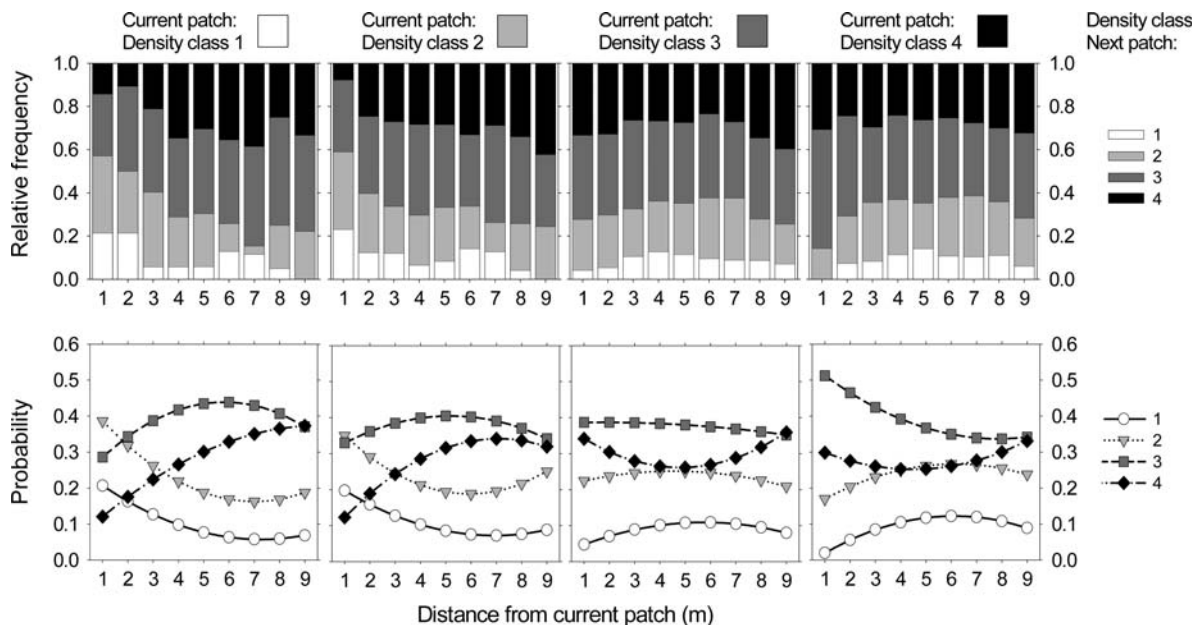 Current patch:
Density class 1
Current patch:
Density class 2
Current patch:
Density class 3
Current patch:
Density class 4
Density class
Next patch:
Relative frequency
1.0
0.8
0.6
0.4
0.2
0.0
1 2 3 4 5 6 7 8 9
1 2 3 4 5 6 7 8 9
1 2 3 4 5 6 7 8 9
1 2 3 4 5 6 7 8 9
1.0
0.8
0.6
0.4
0.2
0.0
1
2
3
4
Probability
0.6
0.5
0.4
0.3
0.2
0.1
0.0
1 2 3 4 5 6 7 8 9
1 2 3 4 5 6 7 8 9
1 2 3 4 5 6 7 8 9
1 2 3 4 5 6 7 8 9
0.6
0.5
0.4
0.3
0.2
0.1
0.0
1
2
3
4
Distance from current patch (m)